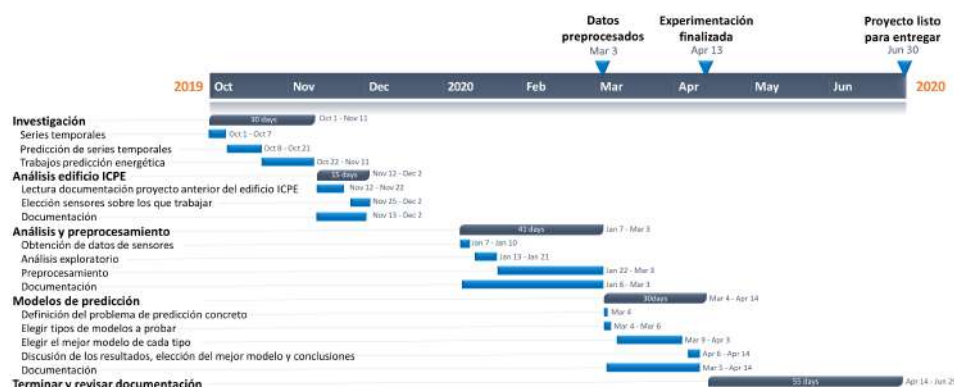 Datos preprocesados
Mar 3
Experimentación finalizada
Apr 13
Proyecto listo para entregar
Jun 30
2019 Oct Nov Dec 2020 Feb Mar Apr May Jun 2020
Investigación 30 days Oct 1 - Nov 11
Series temporales Oct 1 - Oct 7
Predicción de series temporales Oct 8 - Oct 21
Trabajos predicción energética Oct 22 - Nov 11
Análisis edificio ICPE 15 days Nov 12 - Dec 2
Lectura documentación proyecto anterior del edificio ICPE Nov 12 - Nov 22
Elección sensores sobre los que trabajar Nov 25 - Dec 2
Documentación Nov 13 - Dec 2
Análisis y preprocesamiento 41 days Jan 7 - Mar 3
Obtención de datos de sensores Jan 7 - Jan 10
Análisis exploratorio Jan 13 - Jan 21
Preprocesamiento Jan 22 - Mar 3
Documentación Jan 6 - Mar 3
Modelos de predicción 30days Mar 4 - Apr 14
Definición del problema de predicción concreto Mar 4
Elegir tipos de modelos a probar Mar 4 - Mar 6
Elegir el mejor modelo de cada tipo Mar 9 - Apr 3
Discusión de los resultados, elección del mejor modelo y conclusiones Apr 6 - Apr 14
Documentación Mar 5 - Apr 14
Terminar y revisar documentación 55 days Apr 14 - Jun